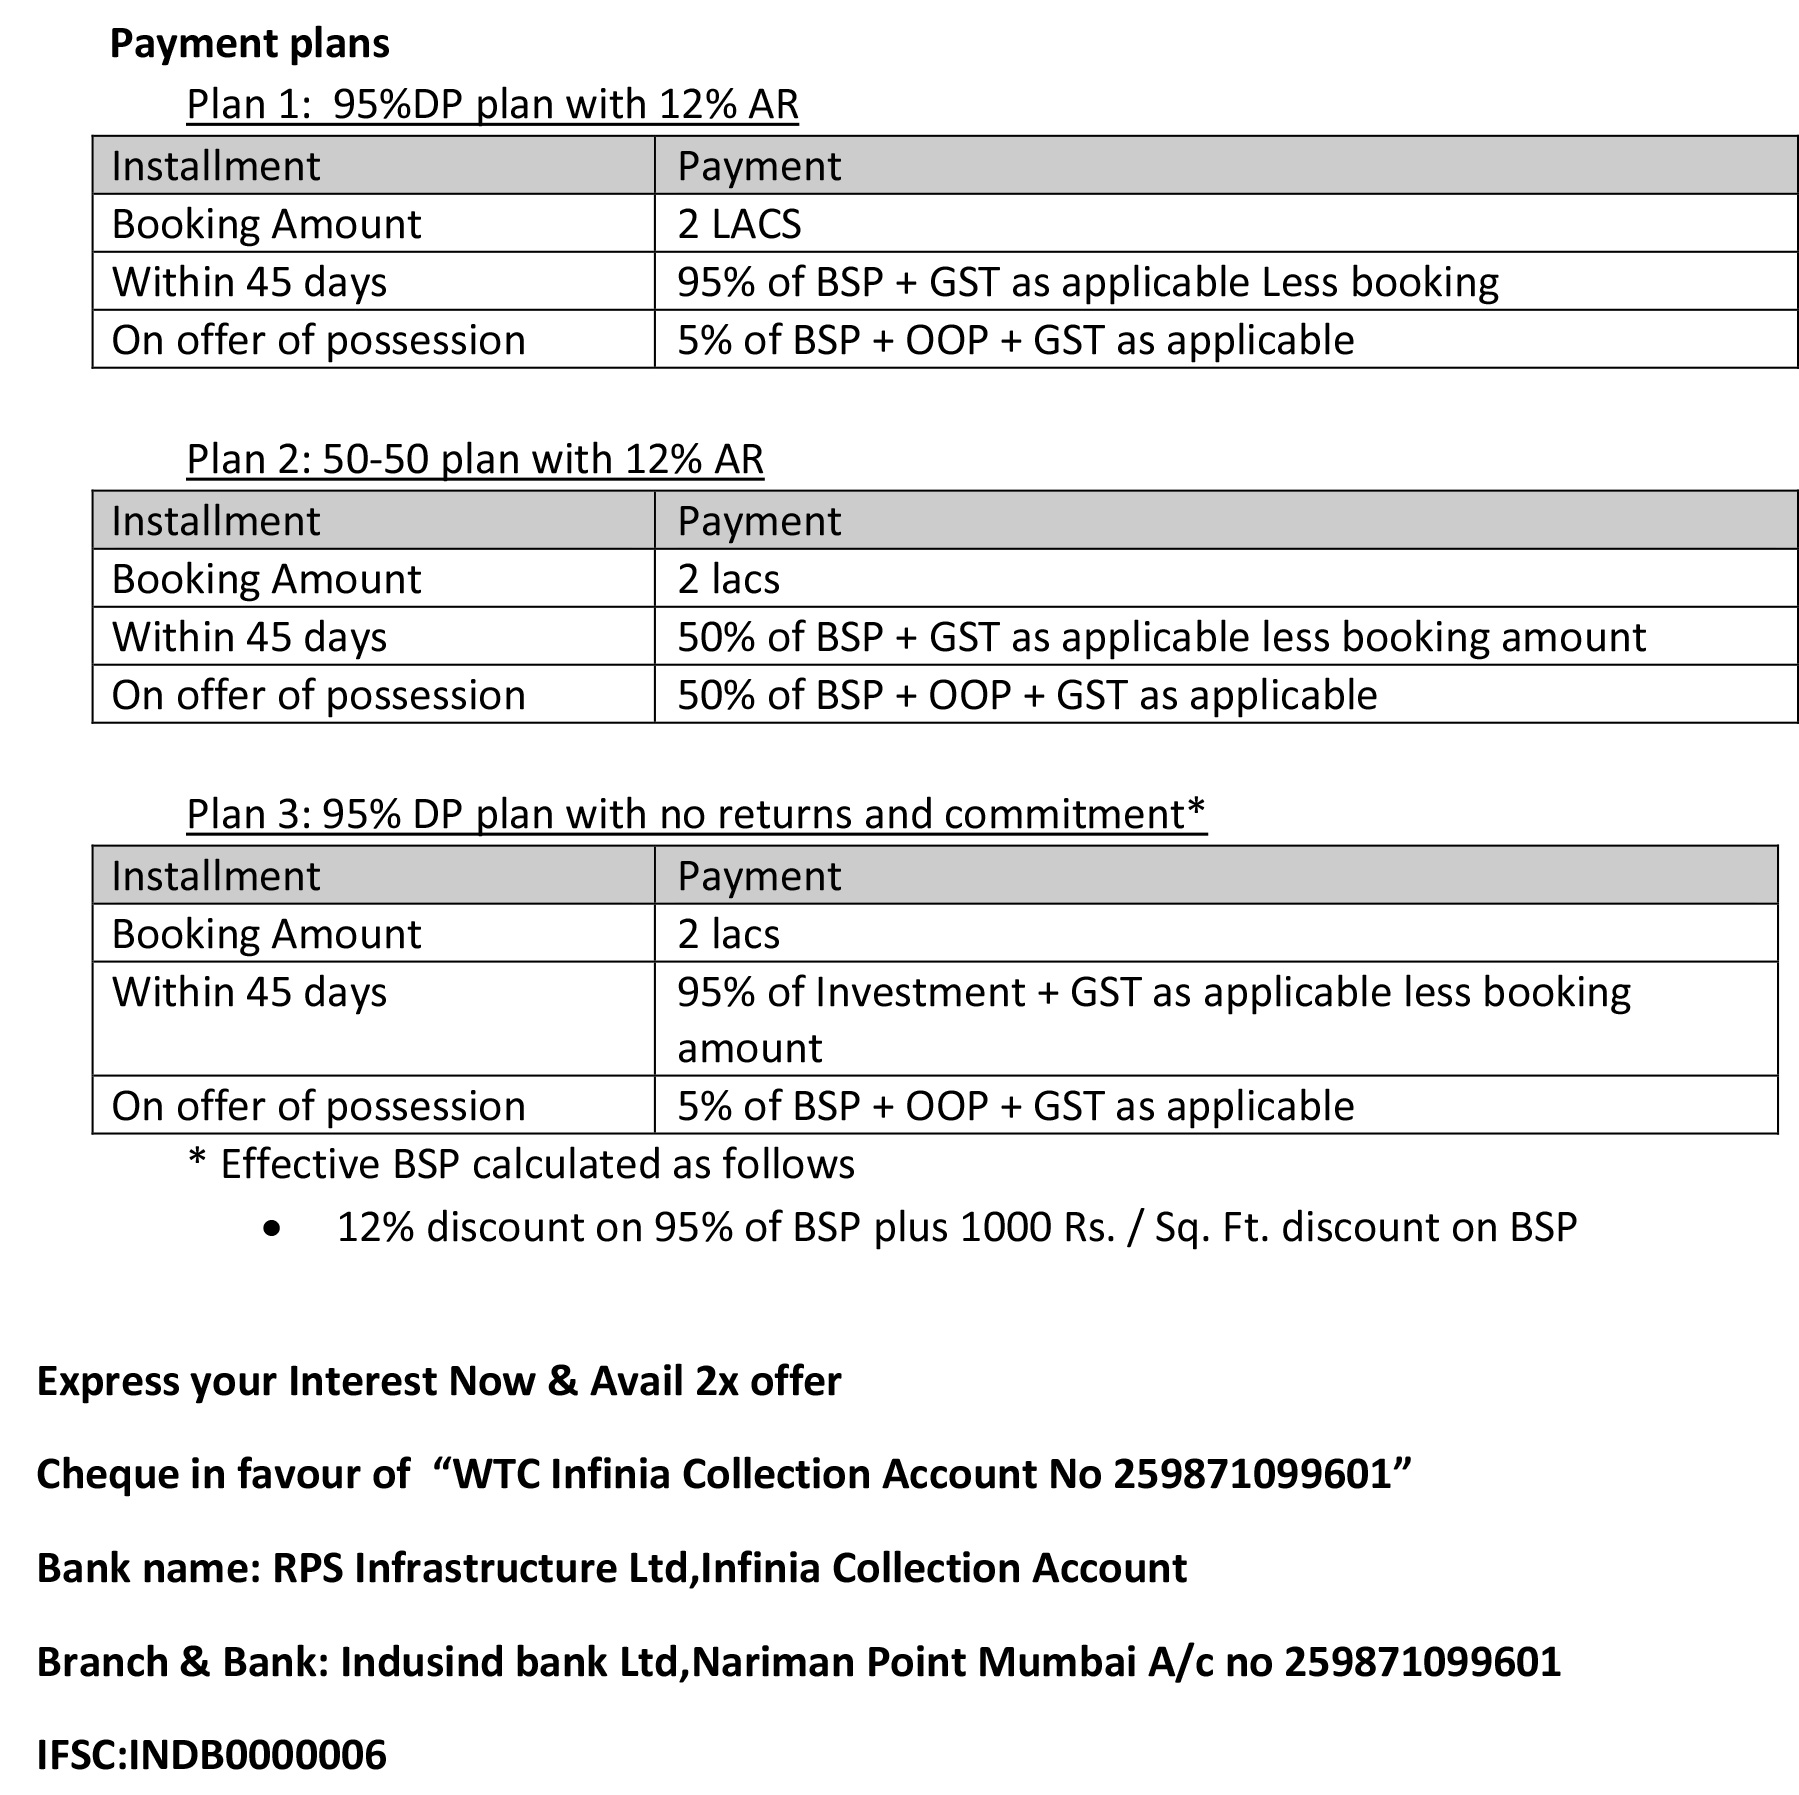 Payment plans
Plan 1:  95%DP plan with 12% AR
Installment Payment
Booking Amount 2 LACS
Within 45 days 95% of BSP + GST as applicable Less booking
On offer of possession 5% of BSP + OOP + GST as applicable
Plan 2: 50-50 plan with 12% AR
Installment Payment
Booking Amount 2 lacs
Within 45 days 50% of BSP + GST as applicable less booking amount
On offer of possession 50% of BSP + OOP + GST as applicable
Plan 3: 95% DP plan with no returns and commitment*
Installment Payment
Booking Amount 2 lacs
Within 45 days 95% of Investment + GST as applicable less booking
amount
On offer of possession 5% of BSP + OOP + GST as applicable
* Effective BSP calculated as follows
• 12% discount on 95% of BSP plus 1000 Rs. / Sq. Ft. discount on BSP
Express your Interest Now & Avail 2x offer
Cheque in favour of  “WTC Infinia Collection Account No 259871099601”
Bank name: RPS Infrastructure Ltd,Infinia Collection Account
Branch & Bank: Indusind bank Ltd,Nariman Point Mumbai A/c no 259871099601
IFSC:INDB0000006